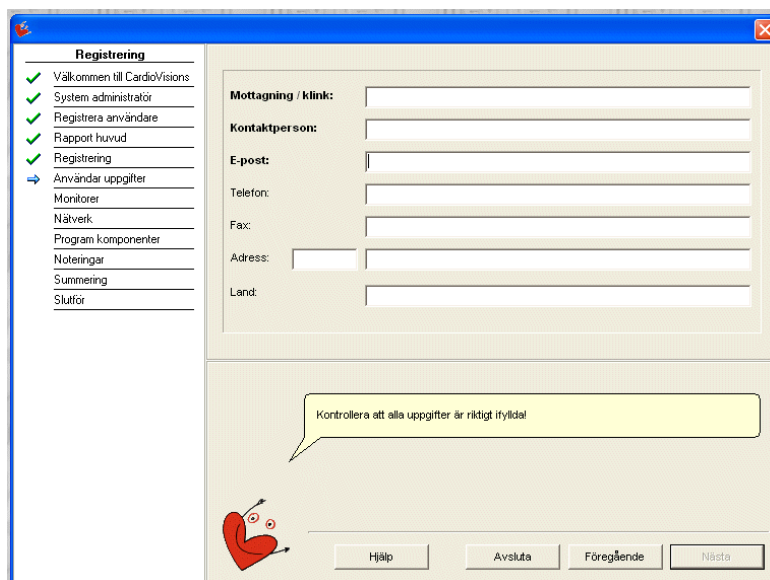 Registrering
Välkommen till CardioVisions
System administratör
Registrera användare
Rapport huvud
Registrering
Användar uppgifter
Monitorer
Nätverk
Program komponenter
Noteringar
Summering
Slutför
Mottagning / klink:
Kontaktperson:
E-post:
Telefon:
Fax:
Adress:
Land:
Kontrollera att alla uppgifter är riktigt ifyllda!
Hjälp Avsluta Föregående Nästa